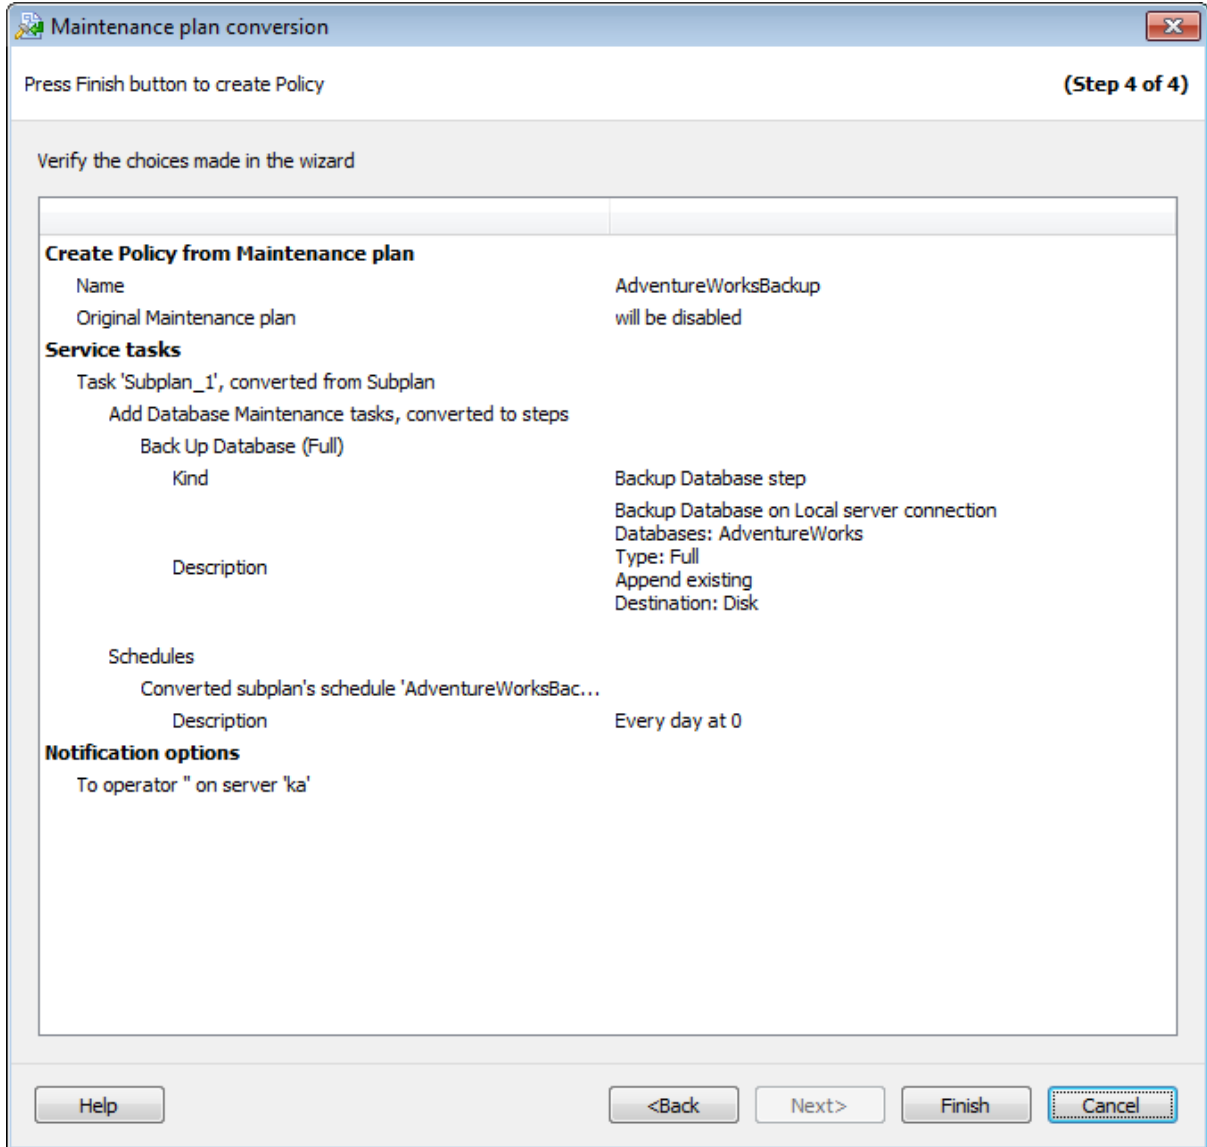 Maintenance plan conversion
Press Finish button to create Policy
(Step 4 of 4)
Verify the choices made in the wizard
Create Policy from Maintenance plan
Name
AdventureWorksBackup
Original Maintenance plan
will be disabled
Service tasks
Task 'Subplan_1', converted from Subplan
Add Database Maintenance tasks, converted to steps
Back Up Database (Full)
Kind
Backup Database step
Description
Backup Database on Local server connection
Databases: AdventureWorks
Type: Full
Append existing
Destination: Disk
Schedules
Converted subplan's schedule 'AdventureWorksBac...
Description
Every day at 0
Notification options
To operator '' on server 'ka'
Help
<Back
Next>
Finish
Cancel